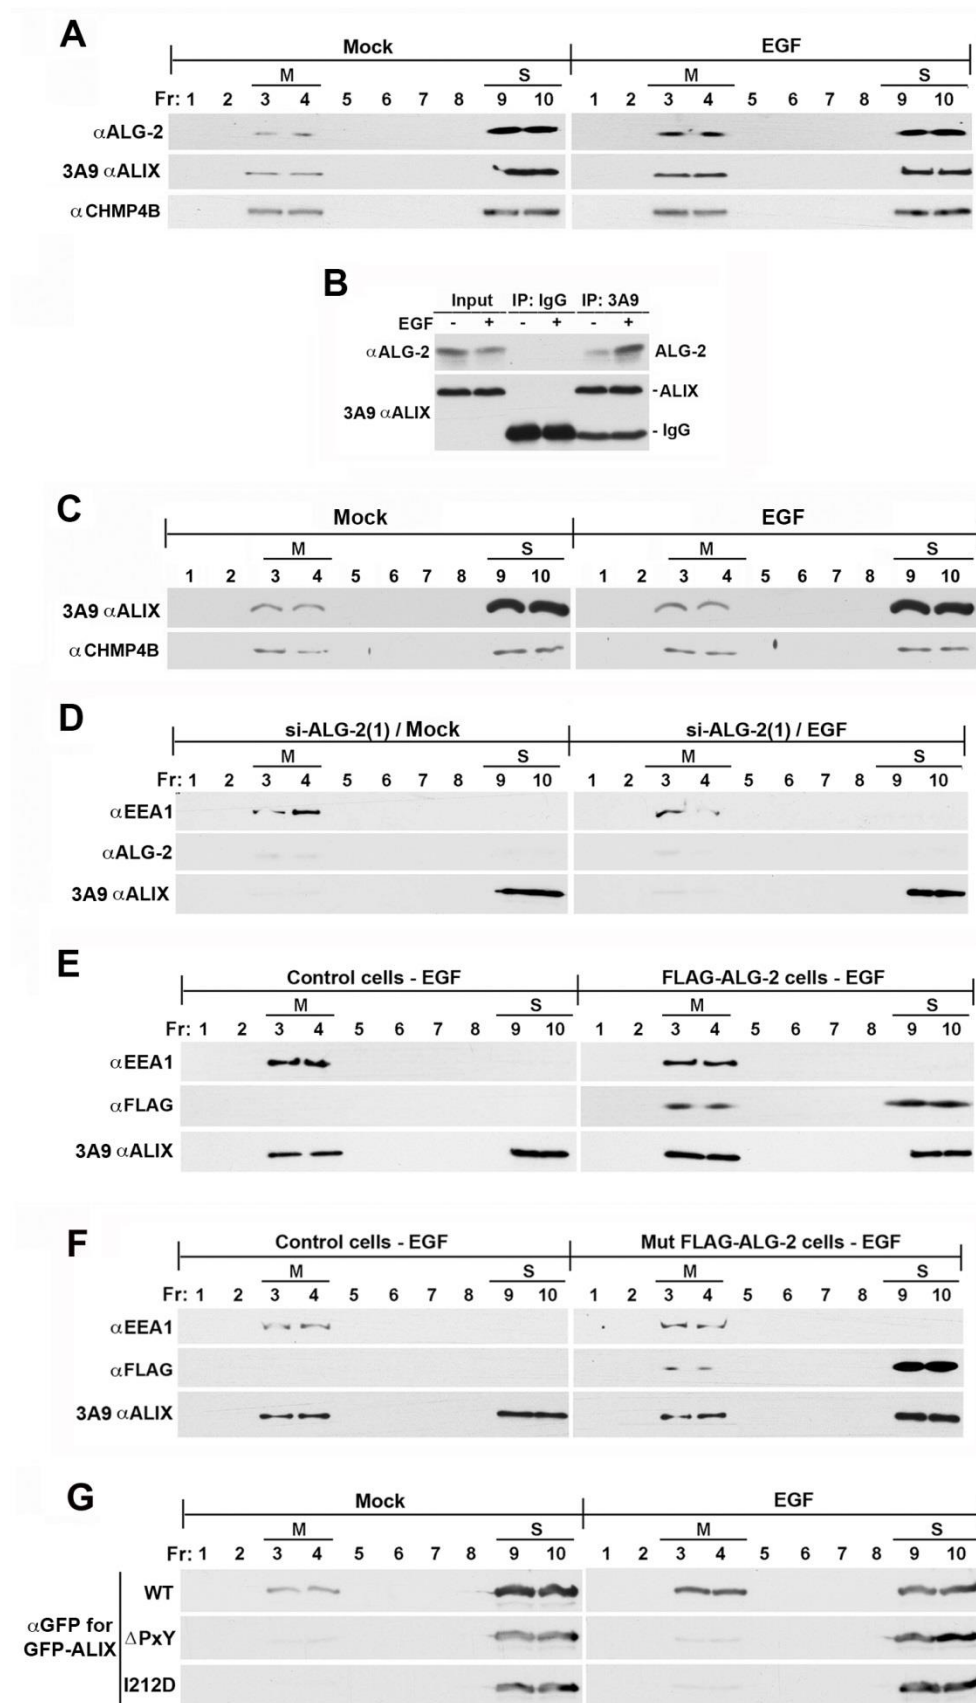 A
Mock EGF
M S M S
Fr: 1 2 3 4 5 6 7 8 9 10 1 2 3 4 5 6 7 8 9 10
αALG-2
3A9 αALIX
αCHMP4B
B
Input IP: IgG IP: 3A9
EGF - + - + - +
αALG-2 ALG-2
-ALIX
3A9 αALIX
- IgG
C
Mock EGF
M S M S
1 2 3 4 5 6 7 8 9 10 1 2 3 4 5 6 7 8 9 10
3A9 αALIX
αCHMP4B
D
si-ALG-2(1) / Mock si-ALG-2(1) / EGF
M S M S
Fr: 1 2 3 4 5 6 7 8 9 10 1 2 3 4 5 6 7 8 9 10
αEEA1
αALG-2
3A9 αALIX
E
Control cells - EGF FLAG-ALG-2 cells - EGF
M S M S
Fr: 1 2 3 4 5 6 7 8 9 10 1 2 3 4 5 6 7 8 9 10
αEEA1
αFLAG
3A9 αALIX
F
Control cells - EGF Mut FLAG-ALG-2 cells - EGF
M S M S
Fr: 1 2 3 4 5 6 7 8 9 10 1 2 3 4 5 6 7 8 9 10
αEEA1
αFLAG
3A9 αALIX
G
Mock EGF
M S M S
Fr: 1 2 3 4 5 6 7 8 9 10 1 2 3 4 5 6 7 8 9 10
WT
αGFP for
GFP-ALIX
ΔPxY
I212D